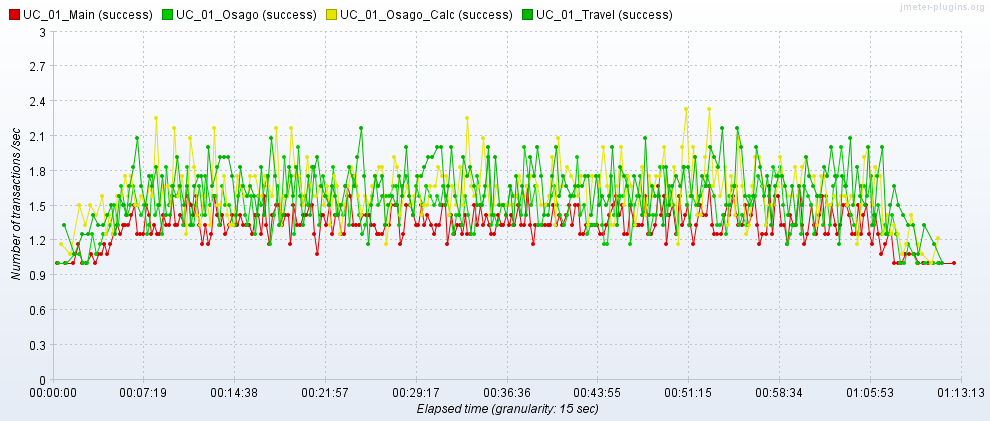 UC_01_Main (success) UC_01_Osago (success) UC_01_Osago_Calc (success) UC_01_Travel (success)
jmeter-plugins.org
Number of transactions /sec
3
2.7
2.4
2.1
1.8
1.5
1.2
0.9
0.6
0.3
0
00:00:00 00:07:19 00:14:38 00:21:57 00:29:17 00:36:36 00:43:55 00:51:15 00:58:34 01:05:53 01:13:13
Elapsed time (granularity: 15 sec)